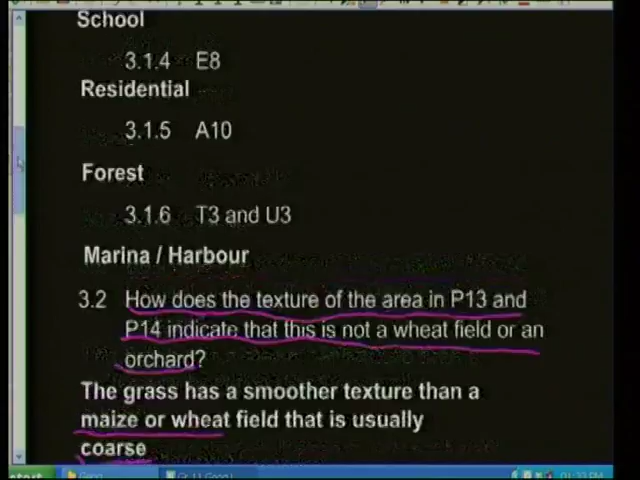 School
3.1.4 E8
Residential
3.1.5 A10
Forest
3.1.6 T3 and U3
Marina / Harbour
3.2 How does the texture of the area in P13 and
P14 indicate that this is not a wheat field or an
orchard?
The grass has a smoother texture than a
maize or wheat field that is usually
coarse
start